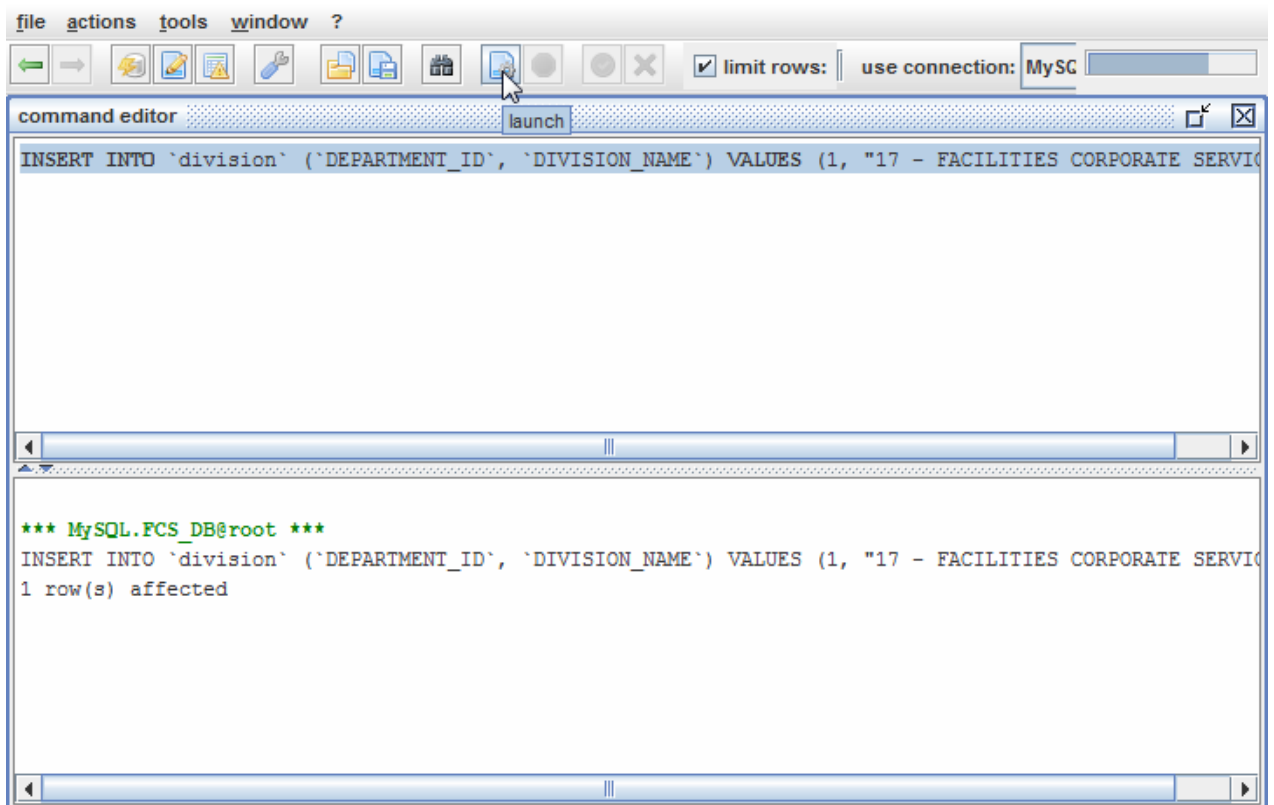 file actions tools window ?
limit rows: use connection: MySQ
command editor
launch
INSERT INTO `division` (`DEPARTMENT_ID`, `DIVISION_NAME`) VALUES (1, "17 - FACILITIES CORPORATE
*** MySQL.FCS_DB@root ***
INSERT INTO `division` (`DEPARTMENT_ID`, `DIVISION_NAME`) VALUES (1, "17 - FACILITIES CORPORATE
1 row(s) affected